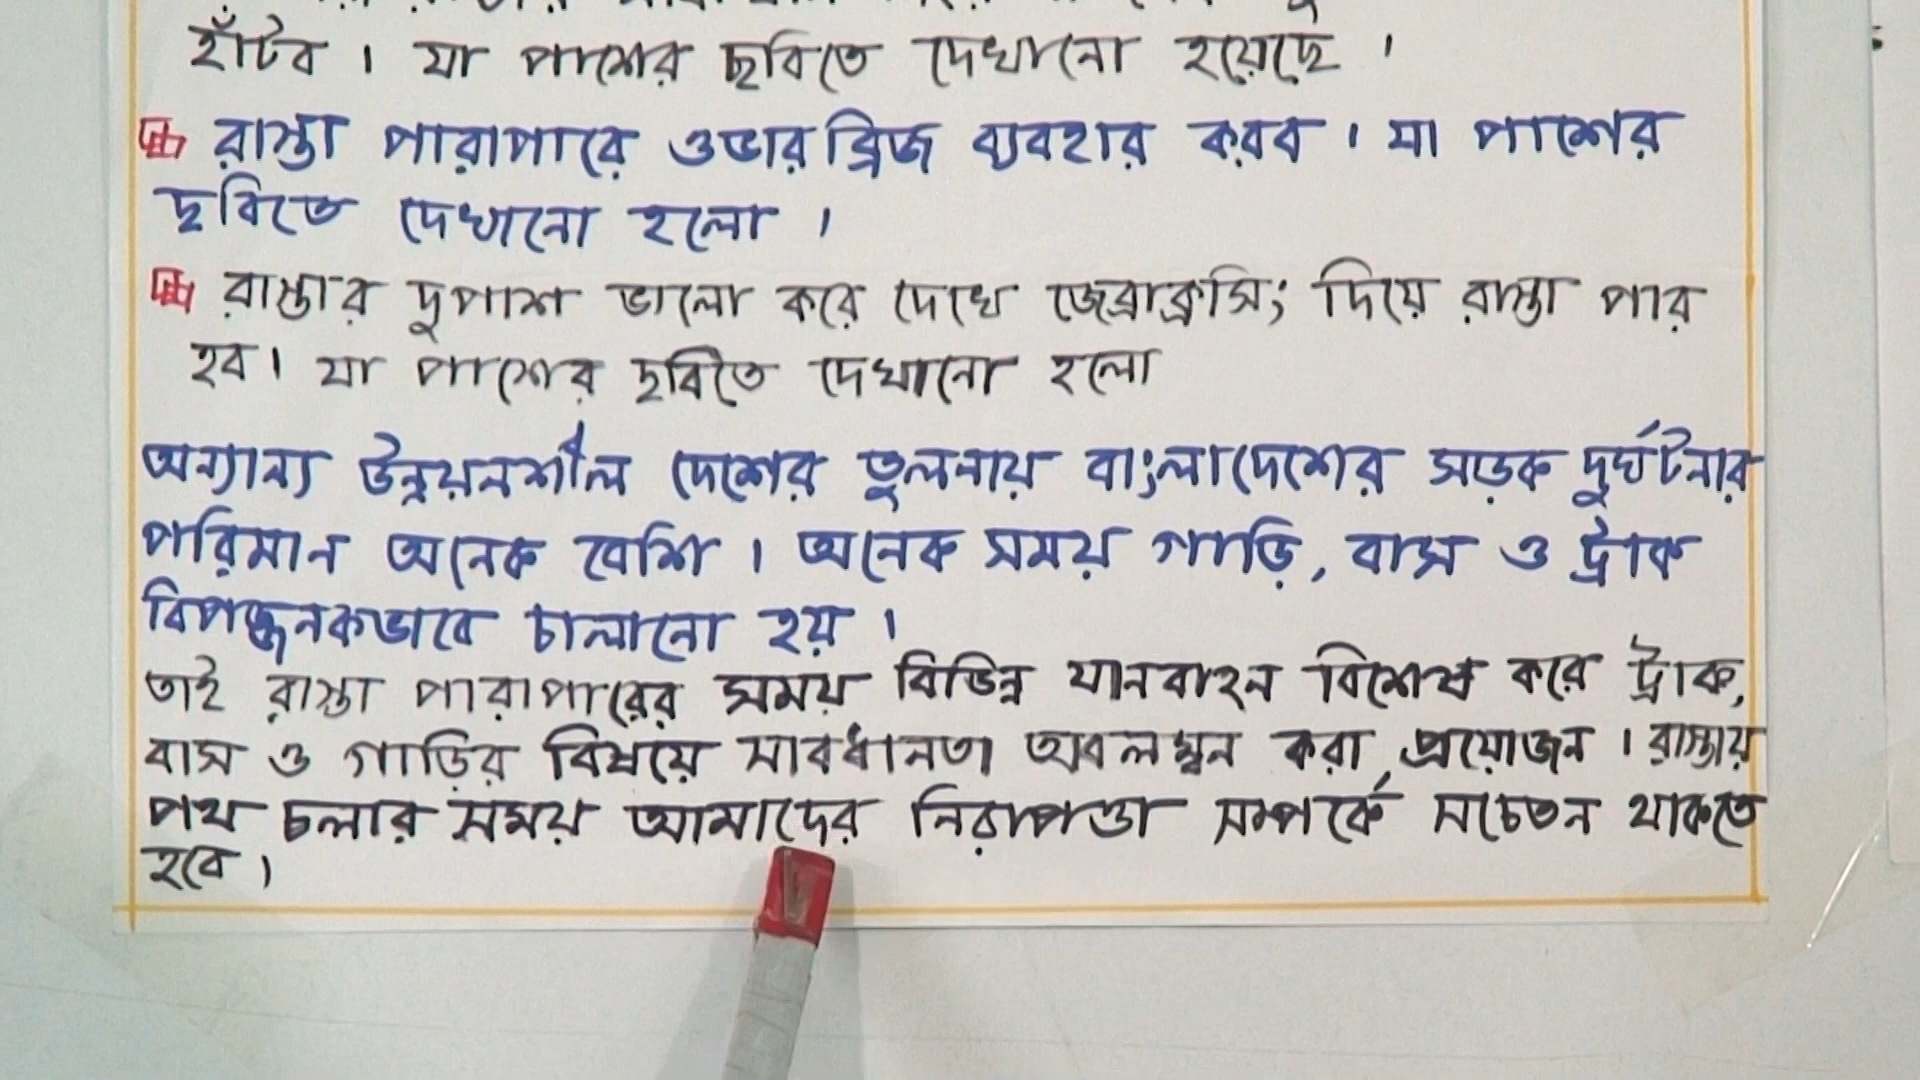 হাঁটব । যা পাশের ছবিতে দেখানো হয়েছে ।
রাস্তা পারাপারে ওভার ব্রিজ ব্যবহার করব । যা পাশের
ছবিতে দেখানো হলো ।
রাস্তার দুপাশ ভালো করে দেখে জেব্রাক্রসিং দিয়ে রাস্তা পার
হব । যা পাশের ছবিতে দেখানো হলো
অন্যান্য উন্নয়নশীল দেশের তুলনায় বাংলাদেশের সড়ক দুর্ঘটনার
পরিমান অনেক বেশি । অনেক সময় গাড়ি, বাস ও ট্রাক
বিপজ্জনকভাবে চালানো হয় ।
তাই রাস্তা পারাপারের সময় বিভিন্ন যানবাহন বিশেষ করে ট্রাক,
বাস ও গাড়ির বিষয়ে সাবধানতা অবলম্বন করা প্রয়োজন । রাস্তায়
পথ চলার সময় আমাদের নিরাপত্তা সম্পর্কে সচেতন থাকতে
হবে ।